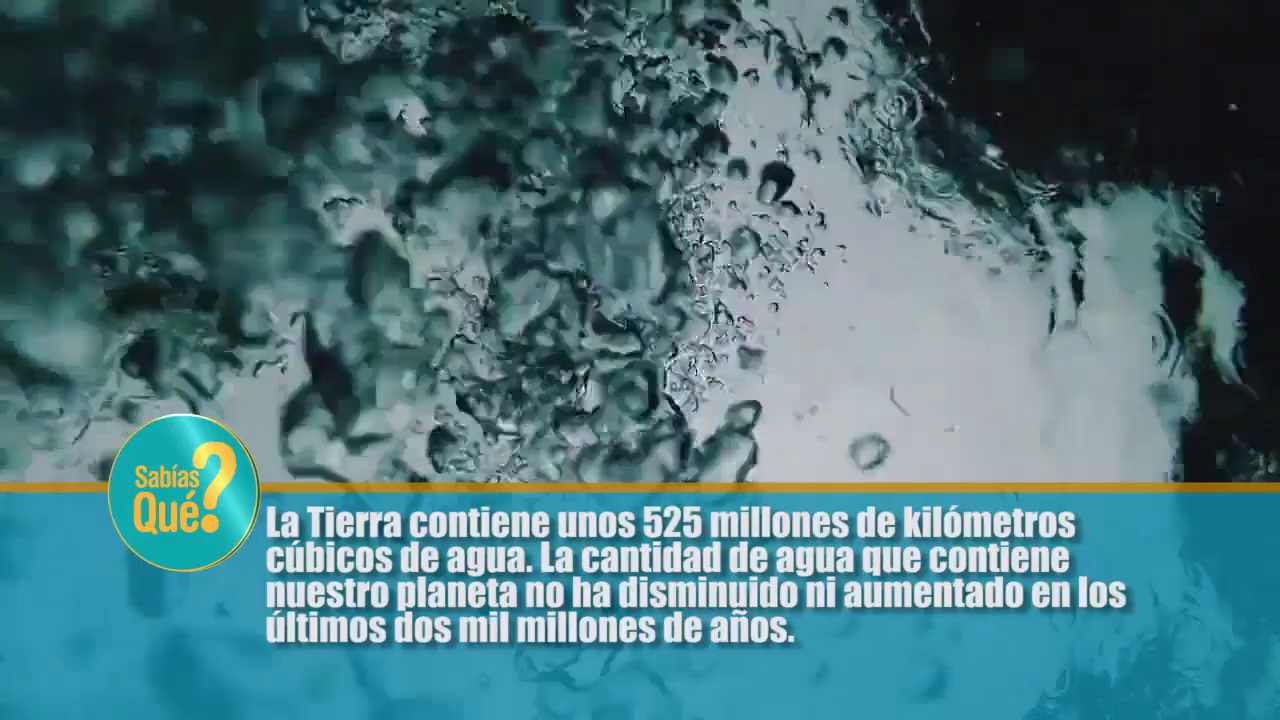 Sabías
Qué?
La Tierra contiene unos 525 millones de kilómetros
cúbicos de agua. La cantidad de agua que contiene
nuestro planeta no ha disminuido ni aumentado en los
últimos dos mil millones de años.